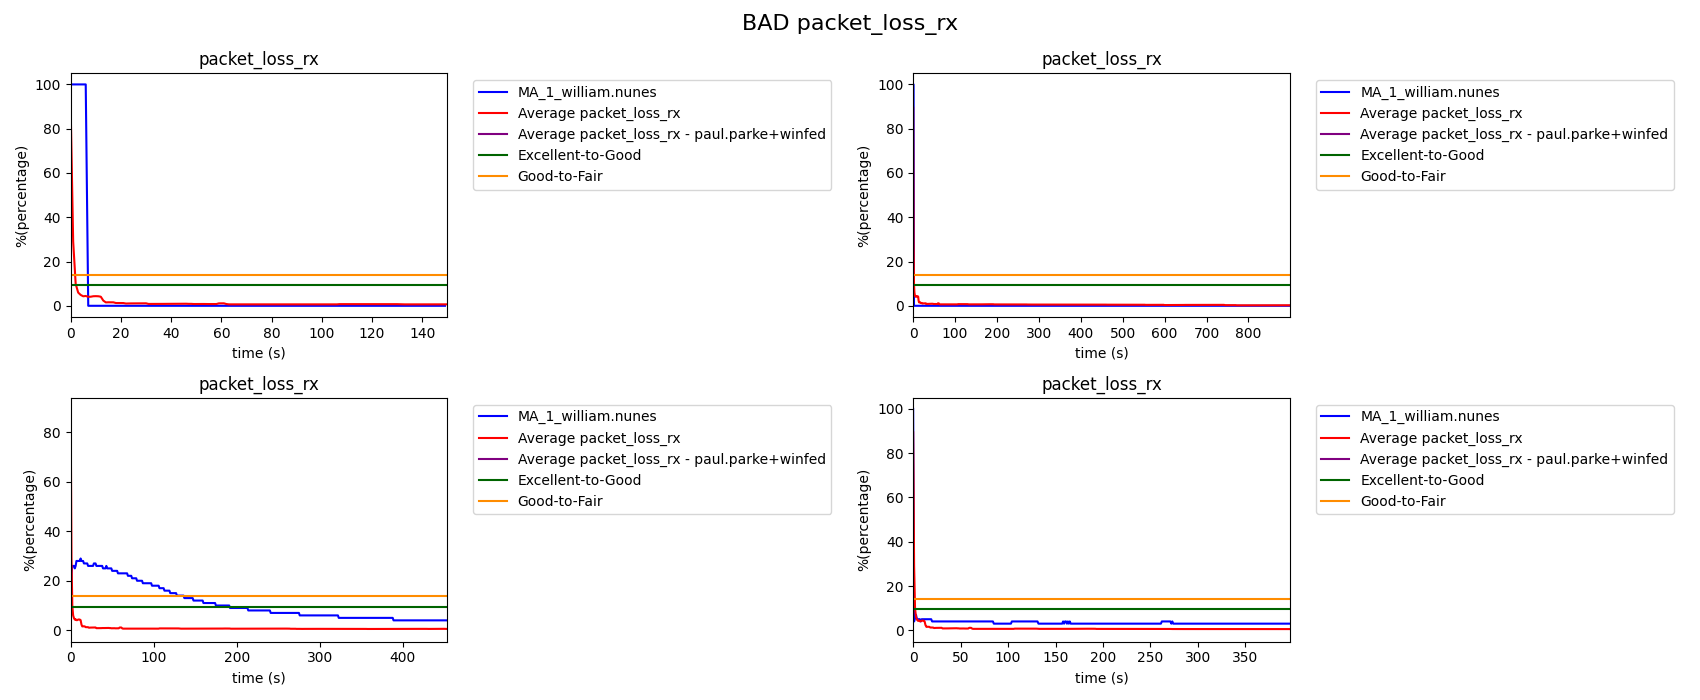 BAD packet_loss_rx
packet_loss_rx
%(percentage)
100
80
60
40
20
0
0 20 40 60 80 100 120 140
time (s)
MA_1_william.nunes
Average packet_loss_rx
Average packet_loss_rx - paul.parke+winfed
Excellent-to-Good
Good-to-Fair
packet_loss_rx
%(percentage)
100
80
60
40
20
0
0 100 200 300 400 500 600 700 800
time (s)
MA_1_william.nunes
Average packet_loss_rx
Average packet_loss_rx - paul.parke+winfed
Excellent-to-Good
Good-to-Fair
packet_loss_rx
%(percentage)
80
60
40
20
0
0 100 200 300 400
time (s)
MA_1_william.nunes
Average packet_loss_rx
Average packet_loss_rx - paul.parke+winfed
Excellent-to-Good
Good-to-Fair
packet_loss_rx
%(percentage)
100
80
60
40
20
0
0 50 100 150 200 250 300 350
time (s)
MA_1_william.nunes
Average packet_loss_rx
Average packet_loss_rx - paul.parke+winfed
Excellent-to-Good
Good-to-Fair